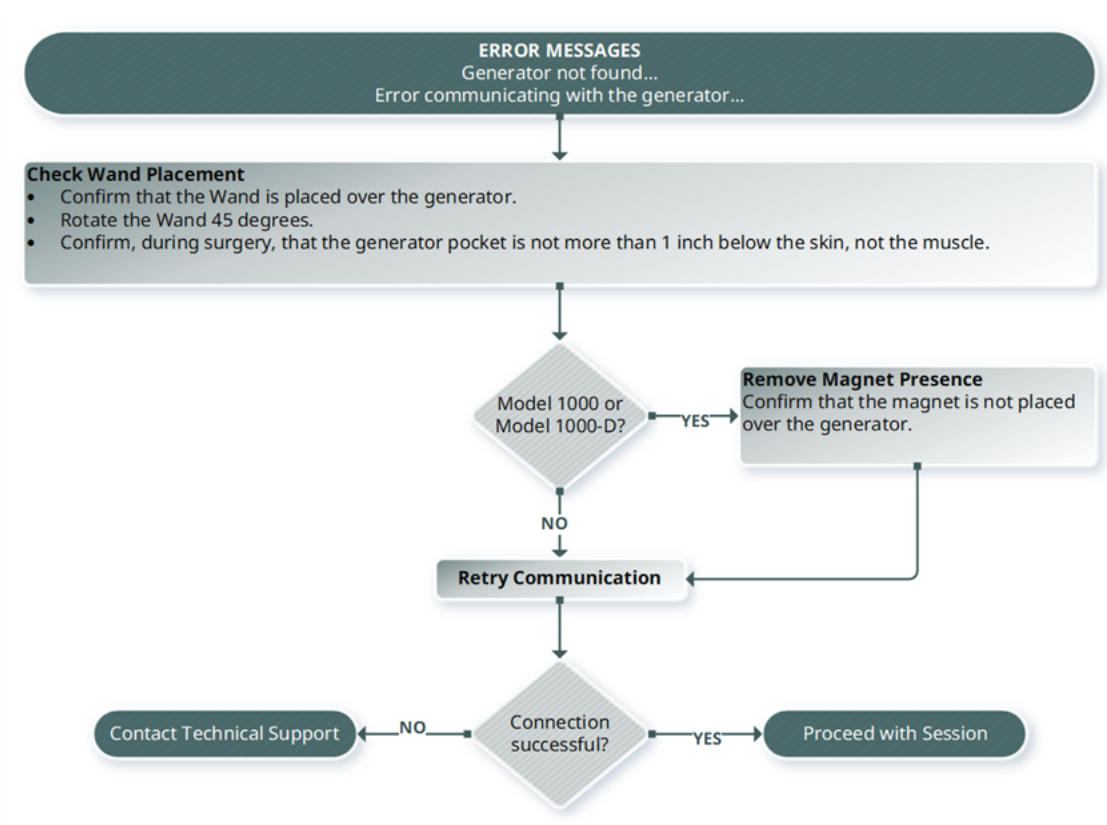 ERROR MESSAGES
Generator not found...
Error communicating with the generator...
Check Wand Placement
• Confirm that the Wand is placed over the generator.
• Rotate the Wand 45 degrees.
• Confirm, during surgery, that the generator pocket is not more than 1 inch below the skin, not the muscle.
Model 1000 or
Model 1000-D?
YES
Remove Magnet Presence
Confirm that the magnet is not placed
over the generator.
NO
Retry Communication
Connection
successful?
NO
Contact Technical Support
YES
Proceed with Session